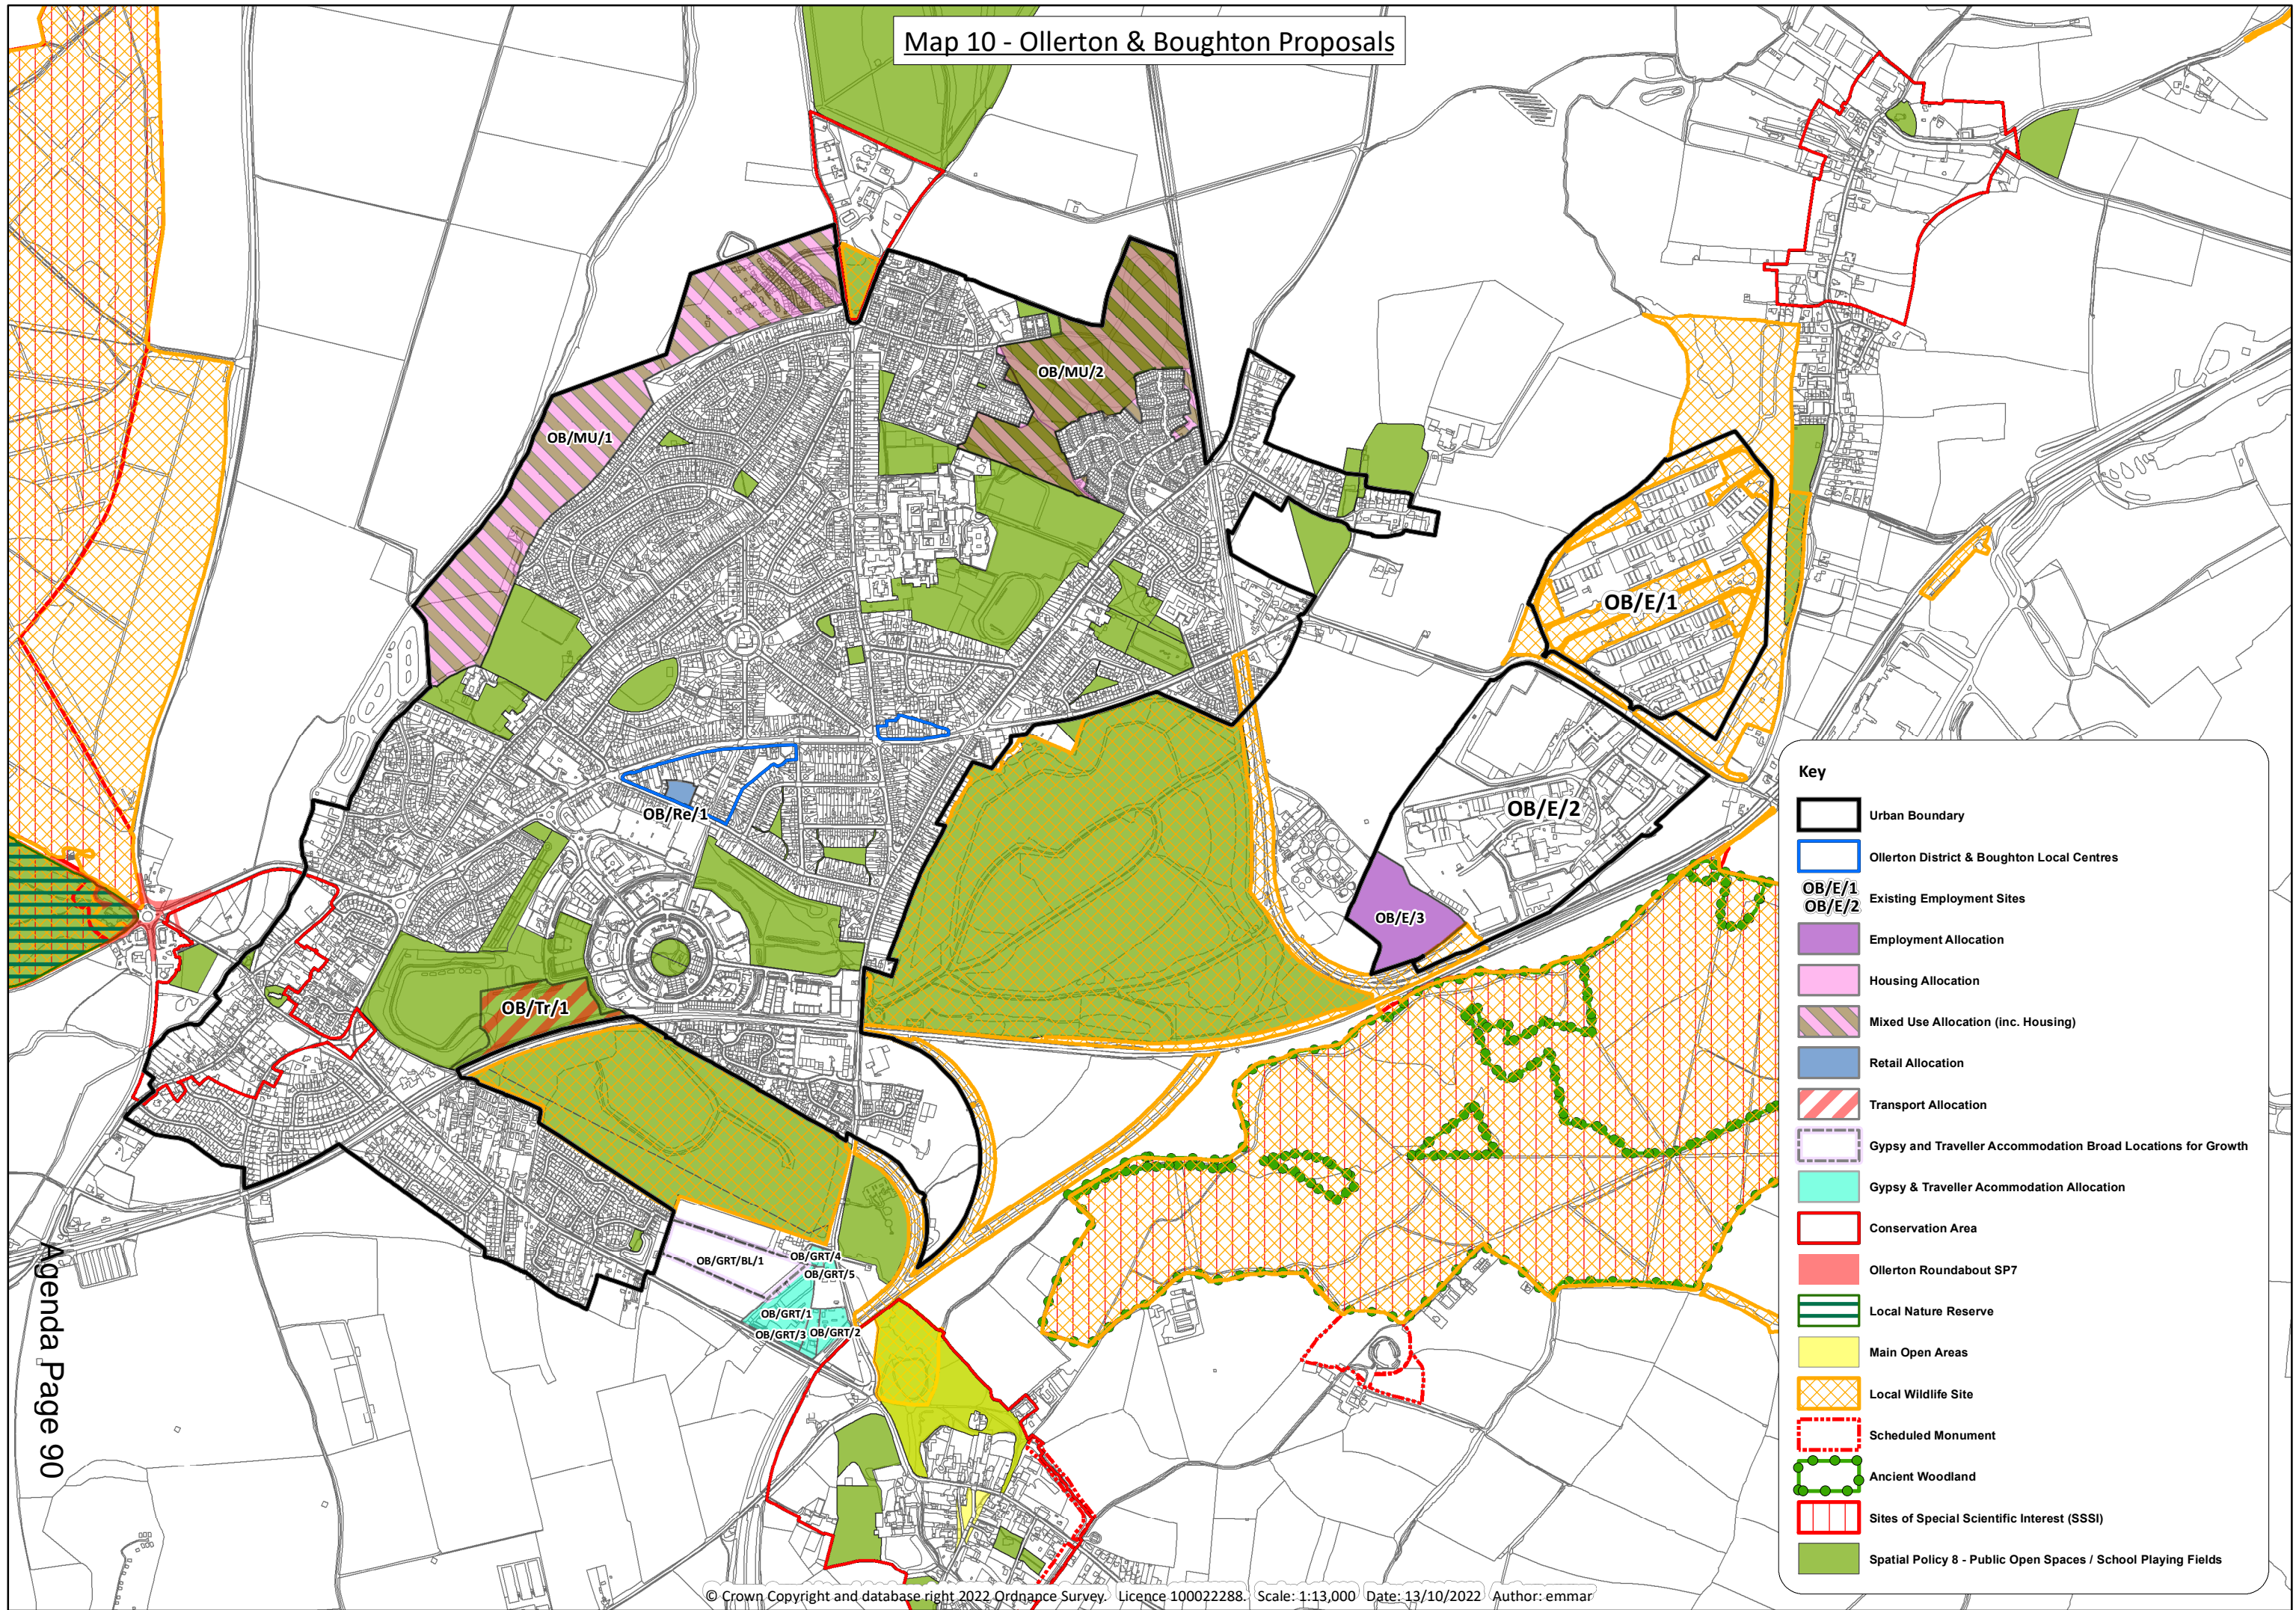 Map 10 - Ollerton & Boughton Proposals
OB/MU/2
OB/MU/1
OB/E/1
OB/E/2
OB/Re/1
OB/E/3
OB/Tr/1
OB/GRT/4
OB/GRT/BL/1
OB/GRT/5
OB/GRT/1
OB/GRT/3
OB/GRT/2
Key
Urban Boundary
Ollerton District & Boughton Local Centres
OB/E/1
OB/E/2
Existing Employment Sites
Employment Allocation
Housing Allocation
Mixed Use Allocation (inc. Housing)
Retail Allocation
Transport Allocation
Gypsy and Traveller Accommodation Broad Locations for Growth
Gypsy & Traveller Acommodation Allocation
Conservation Area
Ollerton Roundabout SP7
Local Nature Reserve
Main Open Areas
Local Wildlife Site
Scheduled Monument
Ancient Woodland
Sites of Special Scientific Interest (SSSI)
Spatial Policy 8 - Public Open Spaces / School Playing Fields
Agenda Page 90
© Crown Copyright and database right 2022 Ordnance Survey. Licence 100022288. Scale: 1:13,000 Date: 13/10/2022 Author: emmar